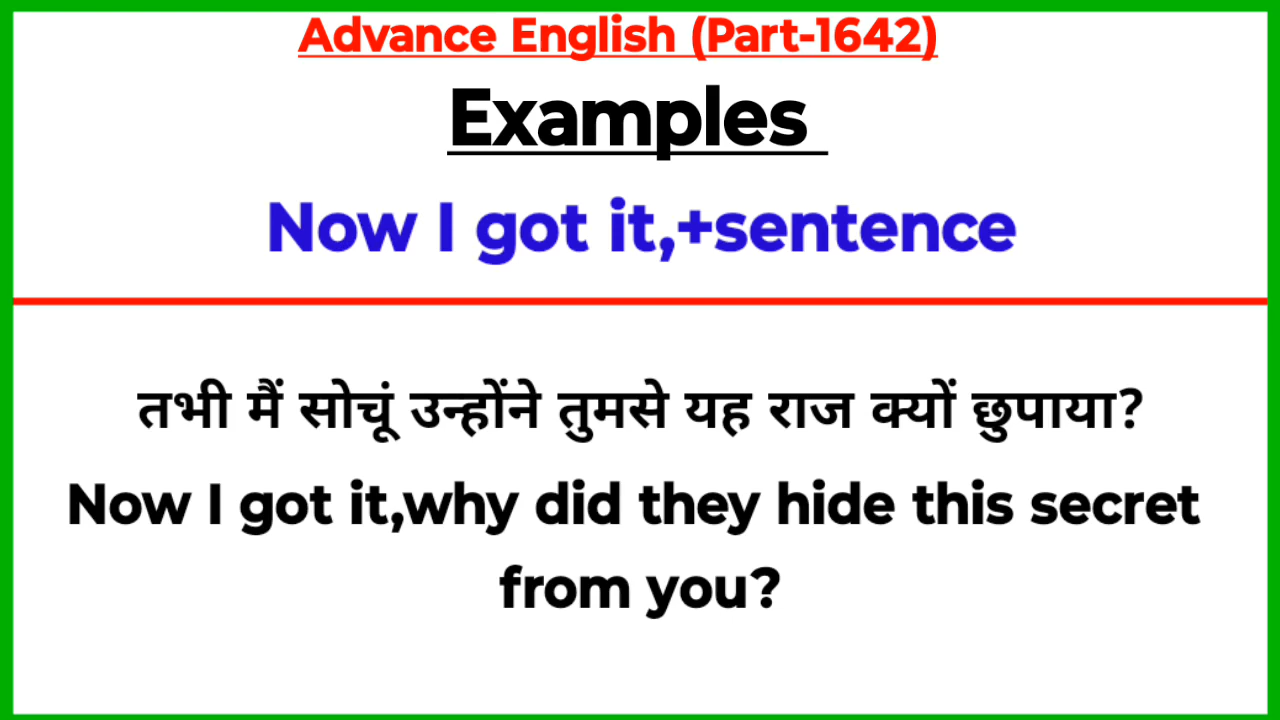 Advance English (Part-1642)
Examples
Now I got it,+sentence
तभी मैं सोचूं उन्होंने तुमसे यह राज क्यों छुपाया?
Now I got it,why did they hide this secret
from you?